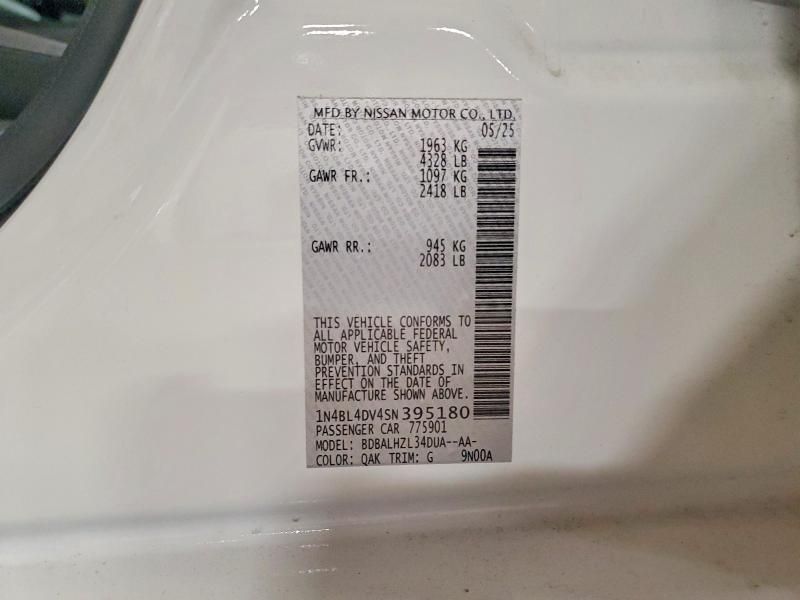 MFD BY NISSAN MOTOR CO., LTD.
DATE: 05/25
GVWR: 1963 KG
4328 LB
GAWR FR.: 1097 KG
2418 LB
GAWR RR.: 945 KG
2083 LB
THIS VEHICLE CONFORMS TO
ALL APPLICABLE FEDERAL
MOTOR VEHICLE SAFETY,
BUMPER, AND THEFT
PREVENTION STANDARDS IN
EFFECT ON THE DATE OF
MANUFACTURE SHOWN ABOVE.
1N4BL4DV4SN395180
PASSENGER CAR 775901
MODEL: BDBALHZL34DUA--AA-
COLOR: QAK TRIM: G 9N00A